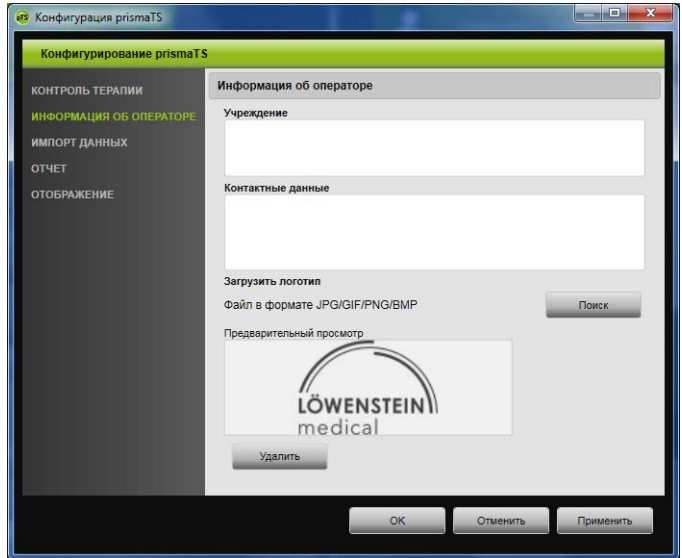 Конфигурация prismaTS
Конфигурирование prismaTS
КОНТРОЛЬ ТЕРАПИИ
ИНФОРМАЦИЯ ОБ ОПЕРАТОРЕ
ИМПОРТ ДАННЫХ
ОТЧЕТ
ОТОБРАЖЕНИЕ
Информация об операторе
Учреждение
Контактные данные
Загрузить логотип
Файл в формате JPG/GIF/PNG/BMP
Поиск
Предварительный просмотр
LÖWENSTEIN
medical
Удалить
OK
Отменить
Применить